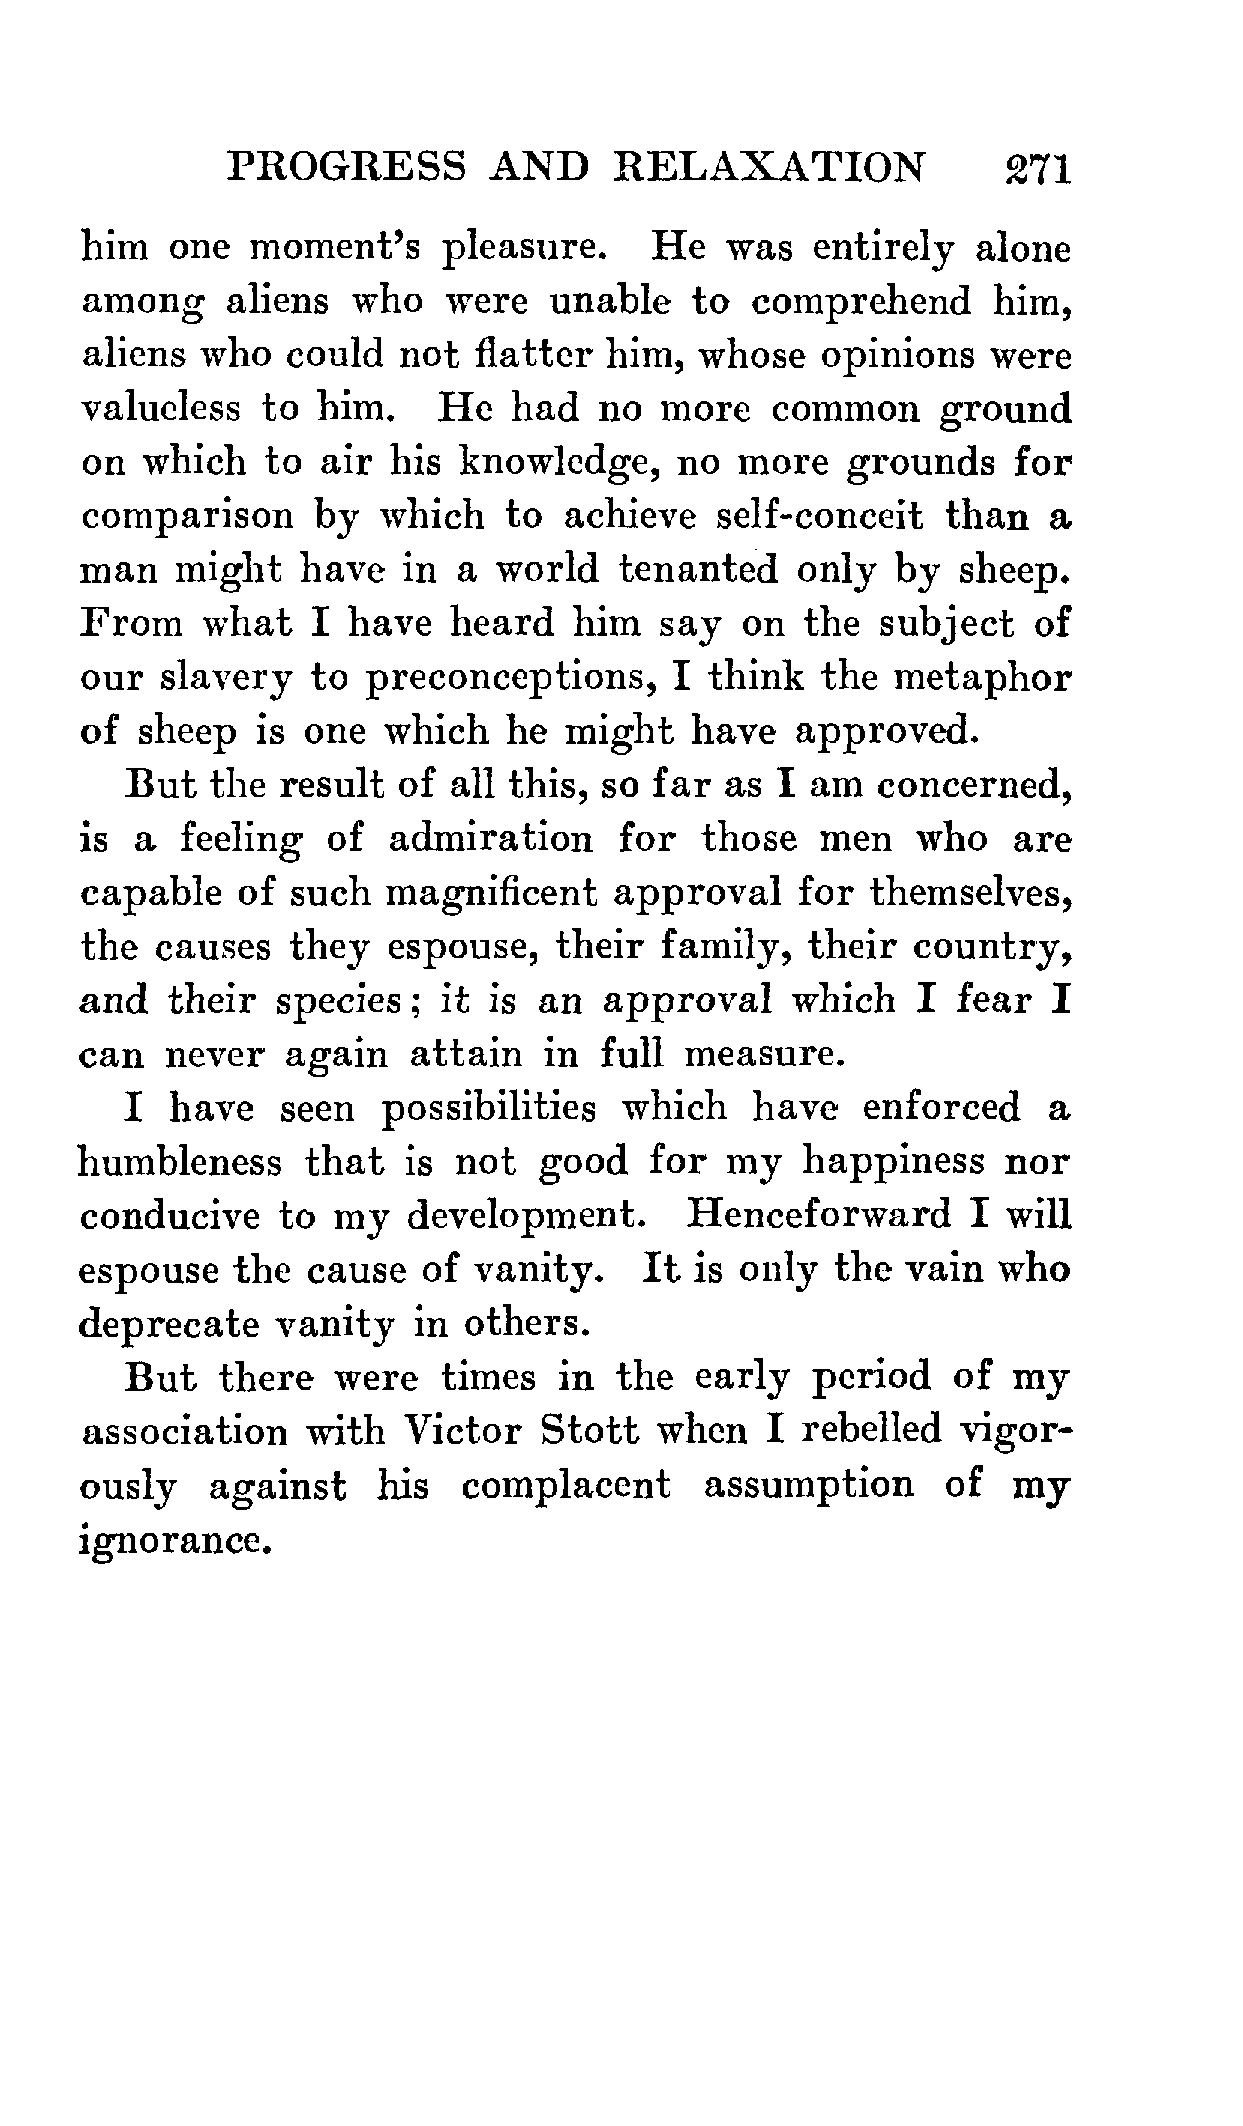 PROGRESS AND RELAXATION 271
him one moment's pleasure. He was entirely alone
among aliens who were unable to comprehend him,
aliens who could not flatter him, whose opinions were
valueless to him. He had no more common ground
on which to air his knowledge, no more grounds for
comparison by which to achieve self-conceit than a
man might have in a world tenanted only by sheep.
From what I have heard him say on the subject of
our slavery to preconceptions, I think the metaphor
of sheep is one which he might have approved.
But the result of all this, so far as I am concerned,
is a feeling of admiration for those men who are
capable of such magnificent approval for themselves,
the causes they espouse, their family, their country,
and their species; it is an approval which I fear I
can never again attain in full measure.
I have seen possibilities which have enforced a
humbleness that is not good for my happiness nor
conducive to my development. Henceforward I will
espouse the cause of vanity. It is only the vain who
deprecate vanity in others.
But there were times in the early period of my
association with Victor Stott when I rebelled vigor-
ously against his complacent assumption of my
ignorance.